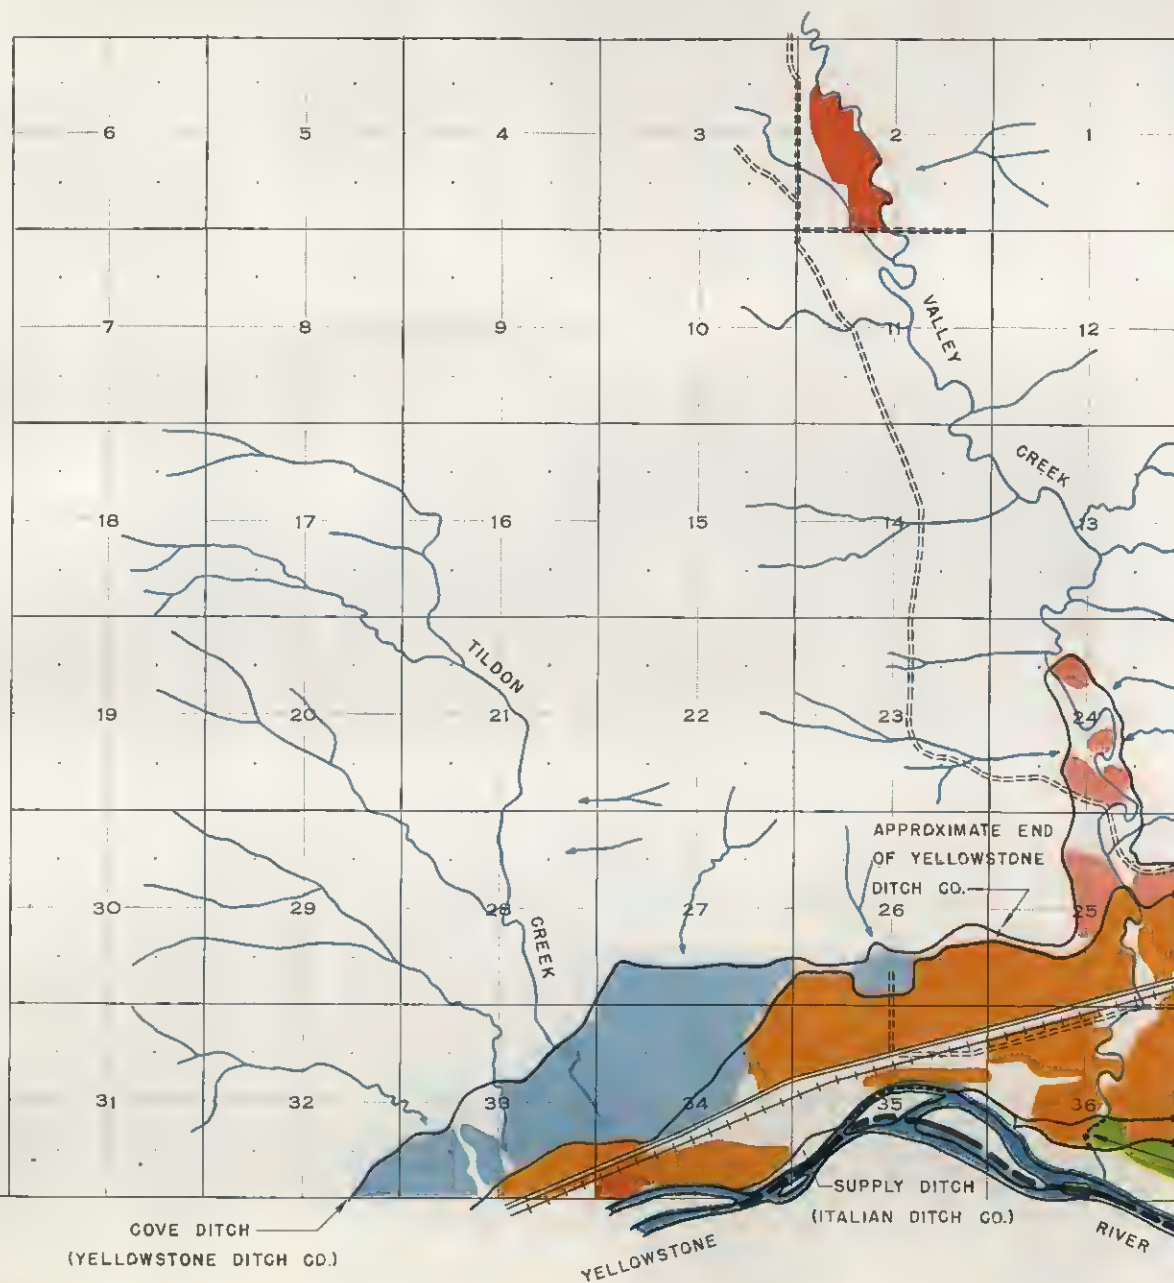 6 5 4 3 2 1
7 8 9 10 11 12
VALLEY
CREEK
18 17 16 15 14 13
TILDON
19 20 21 22 23 24
APPROXIMATE END
OF YELLOWSTONE
DITCH CO.
30 29 28 27 26 25
CREEK
31 32 33 34 35 36
SUPPLY DITCH
(ITALIAN DITCH CO.)
COVE DITCH
(YELLOWSTONE DITCH CO.)
YELLOWSTONE
RIVER